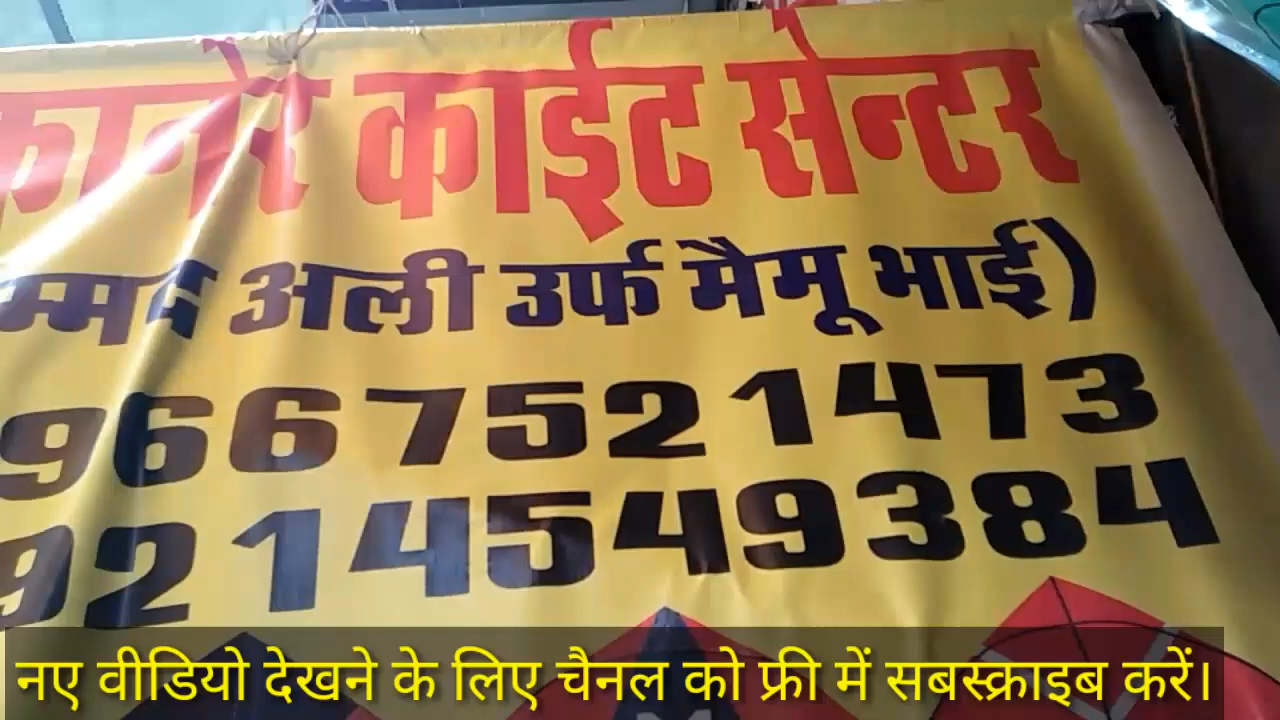 काईट सेन्टर
अली उर्फ मैमू भाई)
9667521473
9214549384
नए वीडियो देखने के लिए चैनल को फ्री में सबस्क्राइब करें।